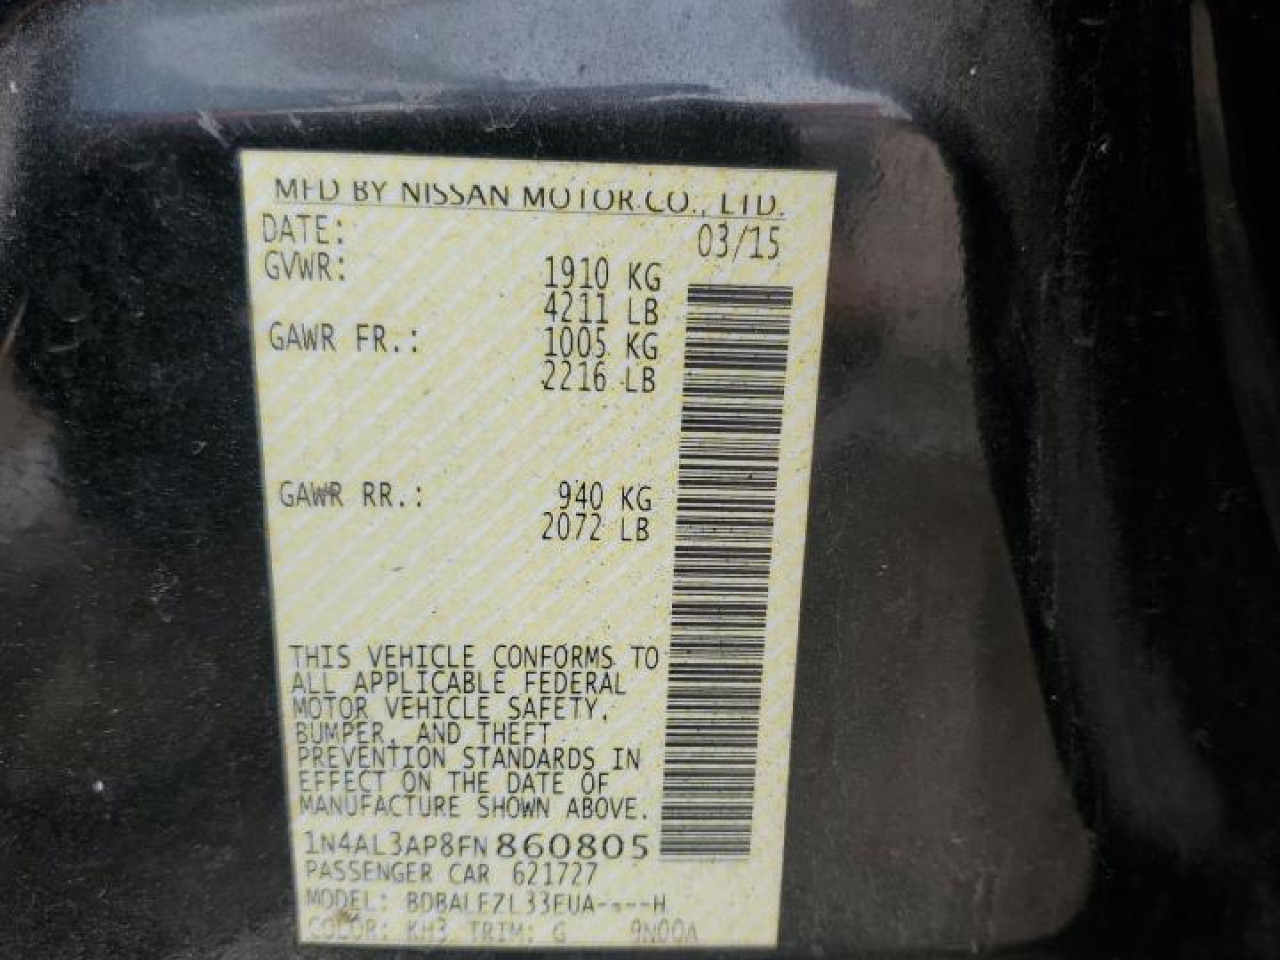 MFD BY NISSAN MOTOR CO., LTD.
DATE: 03/15
GVWR: 1910 KG
4211 LB
GAWR FR.: 1005 KG
2216 LB
GAWR RR.: 940 KG
2072 LB
THIS VEHICLE CONFORMS TO
ALL APPLICABLE FEDERAL
MOTOR VEHICLE SAFETY,
BUMPER, AND THEFT
PREVENTION STANDARDS IN
EFFECT ON THE DATE OF
MANUFACTURE SHOWN ABOVE.
1N4AL3AP8FN860805
PASSENGER CAR 621727
MODEL: BDBALEZL33EUA----H
COLOR: KH3 TRIM: G 9N00A